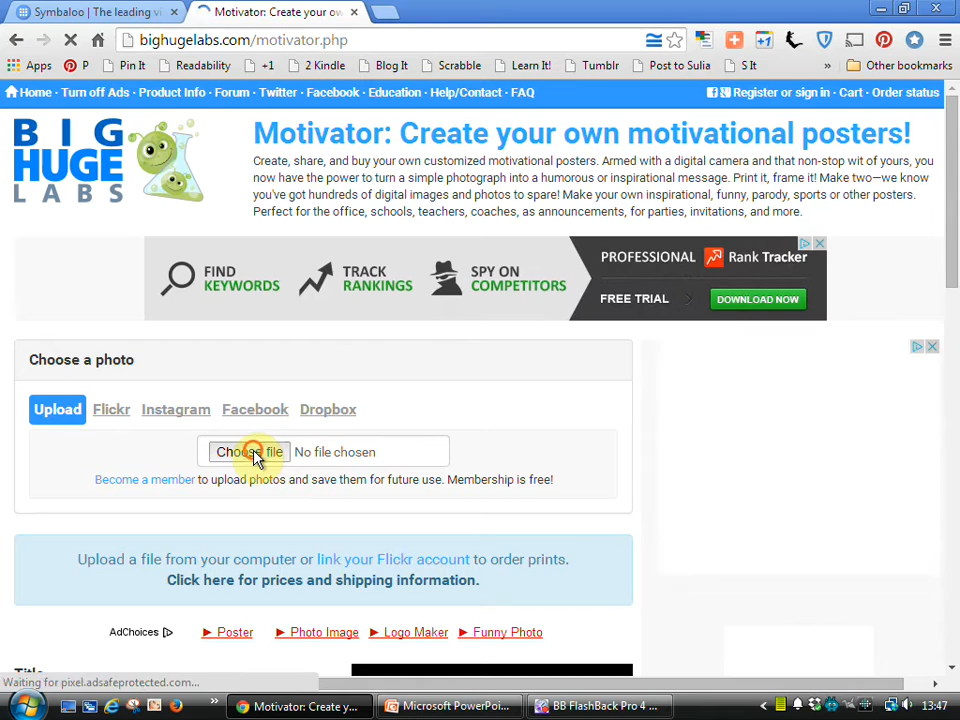 Symbaloo | The leading vi
Motivator: Create your ow
bighugelabs.com/motivator.php
Apps P Pin It Readability +1 2 Kindle Blog It Scrabble Learn It! Tumblr Post to Sulia S It » Other bookmarks
Home · Turn off Ads · Product Info · Forum · Twitter · Facebook · Education · Help/Contact · FAQ
Register or sign in · Cart · Order status
BIG
HUGE
LABS
Motivator: Create your own motivational posters!
Create, share, and buy your own customized motivational posters. Armed with a digital camera and that non-stop wit of yours, you
now have the power to turn a simple photograph into a humorous or inspirational message. Print it, frame it! Make two—we know
you've got hundreds of digital images and photos to spare! Make your own inspirational, funny, parody, sports or other posters.
Perfect for the office, schools, teachers, coaches, as announcements, for parties, invitations, and more.
FIND
KEYWORDS
TRACK
RANKINGS
SPY ON
COMPETITORS
PROFESSIONAL Rank Tracker
FREE TRIAL DOWNLOAD NOW
Choose a photo
Upload Flickr Instagram Facebook Dropbox
Choose file No file chosen
Become a member to upload photos and save them for future use. Membership is free!
Upload a file from your computer or link your Flickr account to order prints.
Click here for prices and shipping information.
AdChoices Poster Photo Image Logo Maker Funny Photo
Title
Waiting for pixel.adsafeprotected.com...
Motivator: Create y... Microsoft PowerPoi... BB FlashBack Pro 4 ... 13:47